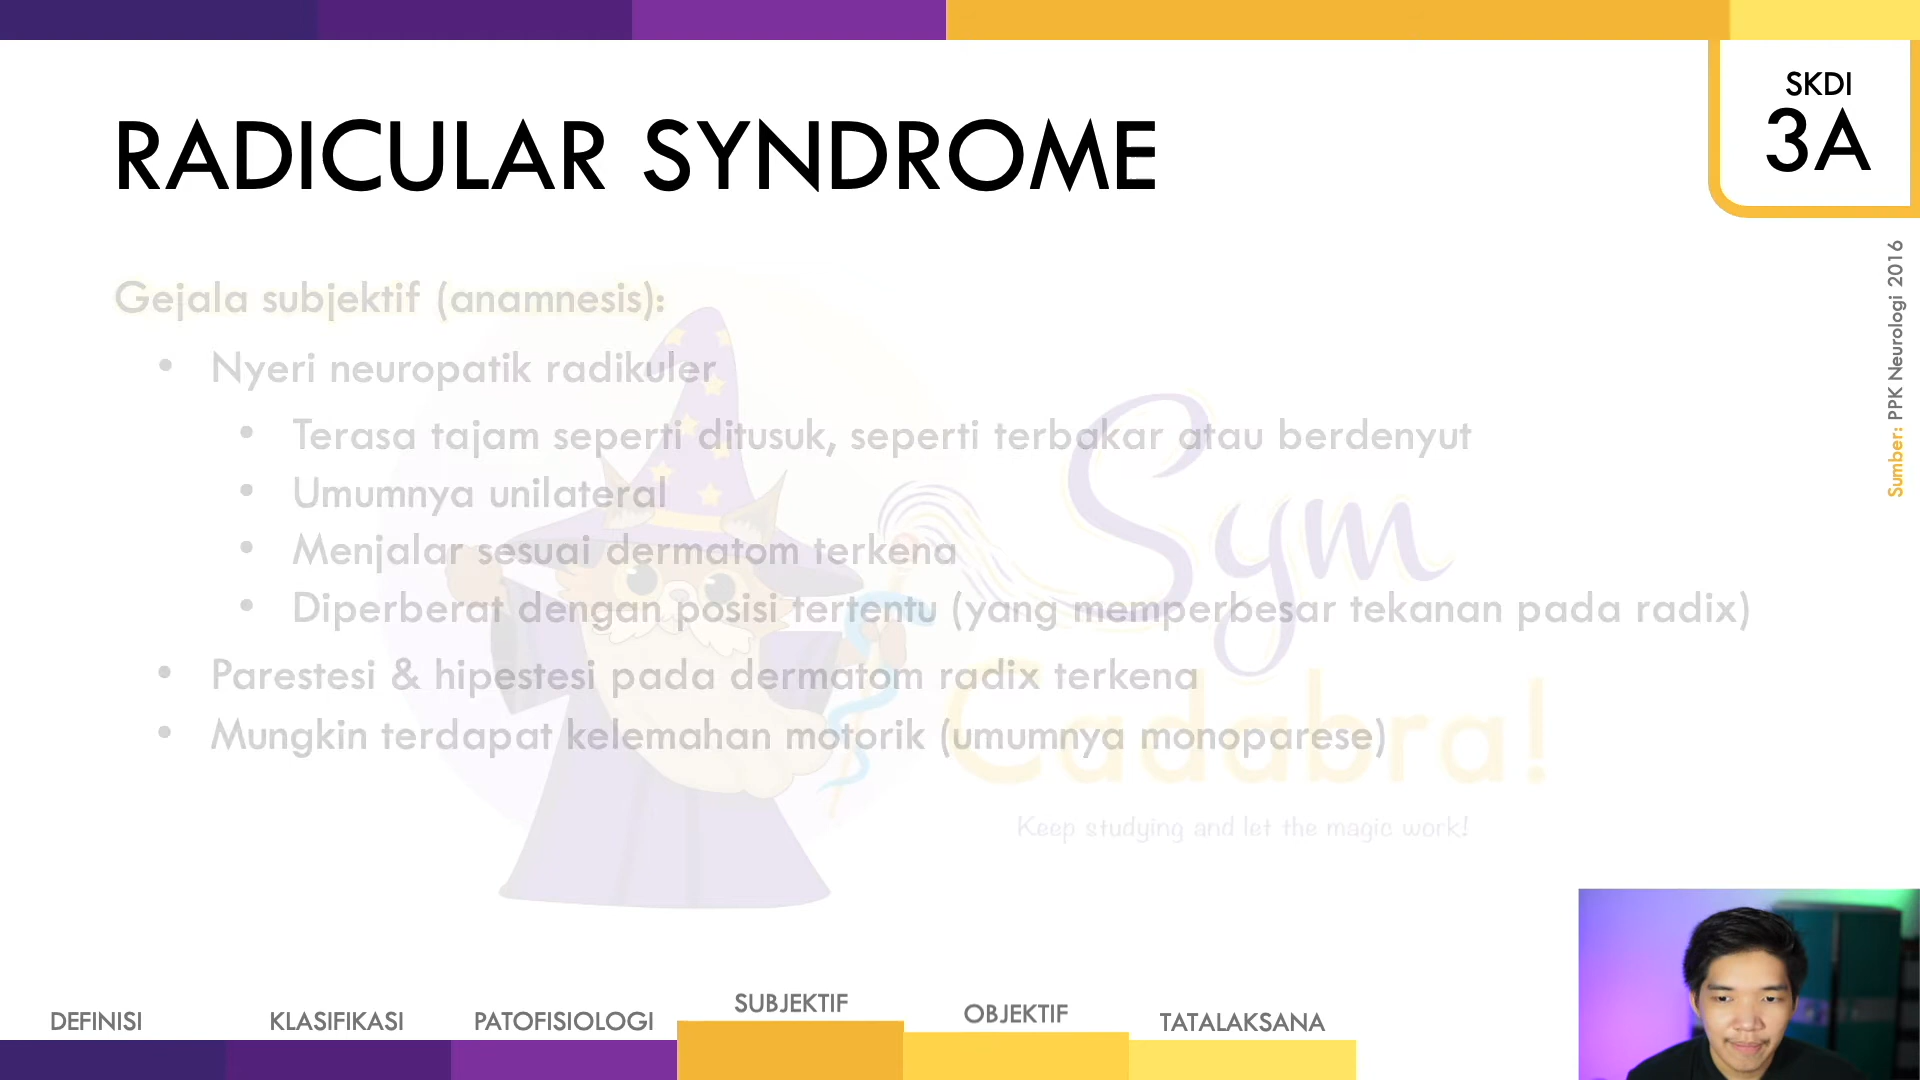 SKDI
3A
RADICULAR SYNDROME
Sumber: PPK Neurologi 2016
Gejala subjektif (anamnesis):
• Nyeri neuropatik radikuler
• Terasa tajam seperti ditusuk, seperti terbakar atau berdenyut
• Umumnya unilateral
• Menjalar sesuai dermatom terkena
• Diperberat dengan posisi tertentu (yang memperbesar tekanan pada radix)
• Parestesi & hipestesi pada dermatom radix terkena
• Mungkin terdapat kelemahan motorik (umumnya monoparese)
Sym
Cadabra!
Keep studying and let the magic work!
DEFINISI
KLASIFIKASI
PATOFISIOLOGI
SUBJEKTIF
OBJEKTIF
TATALAKSANA